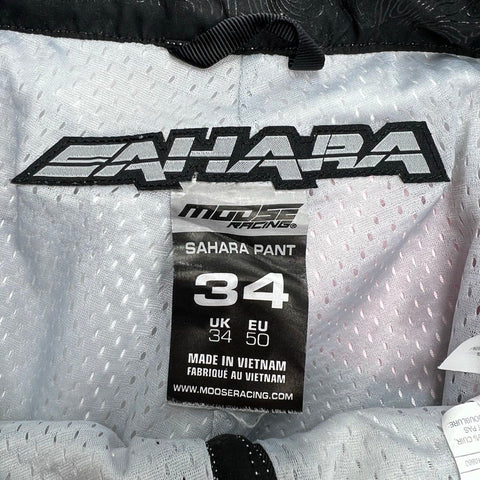 SAHARA
MOOSE
RACING®
SAHARA PANT
34
UK EU
34 50
MADE IN VIETNAM
FABRIQUÉ AU VIETNAM
WWW.MOOSERACING.COM